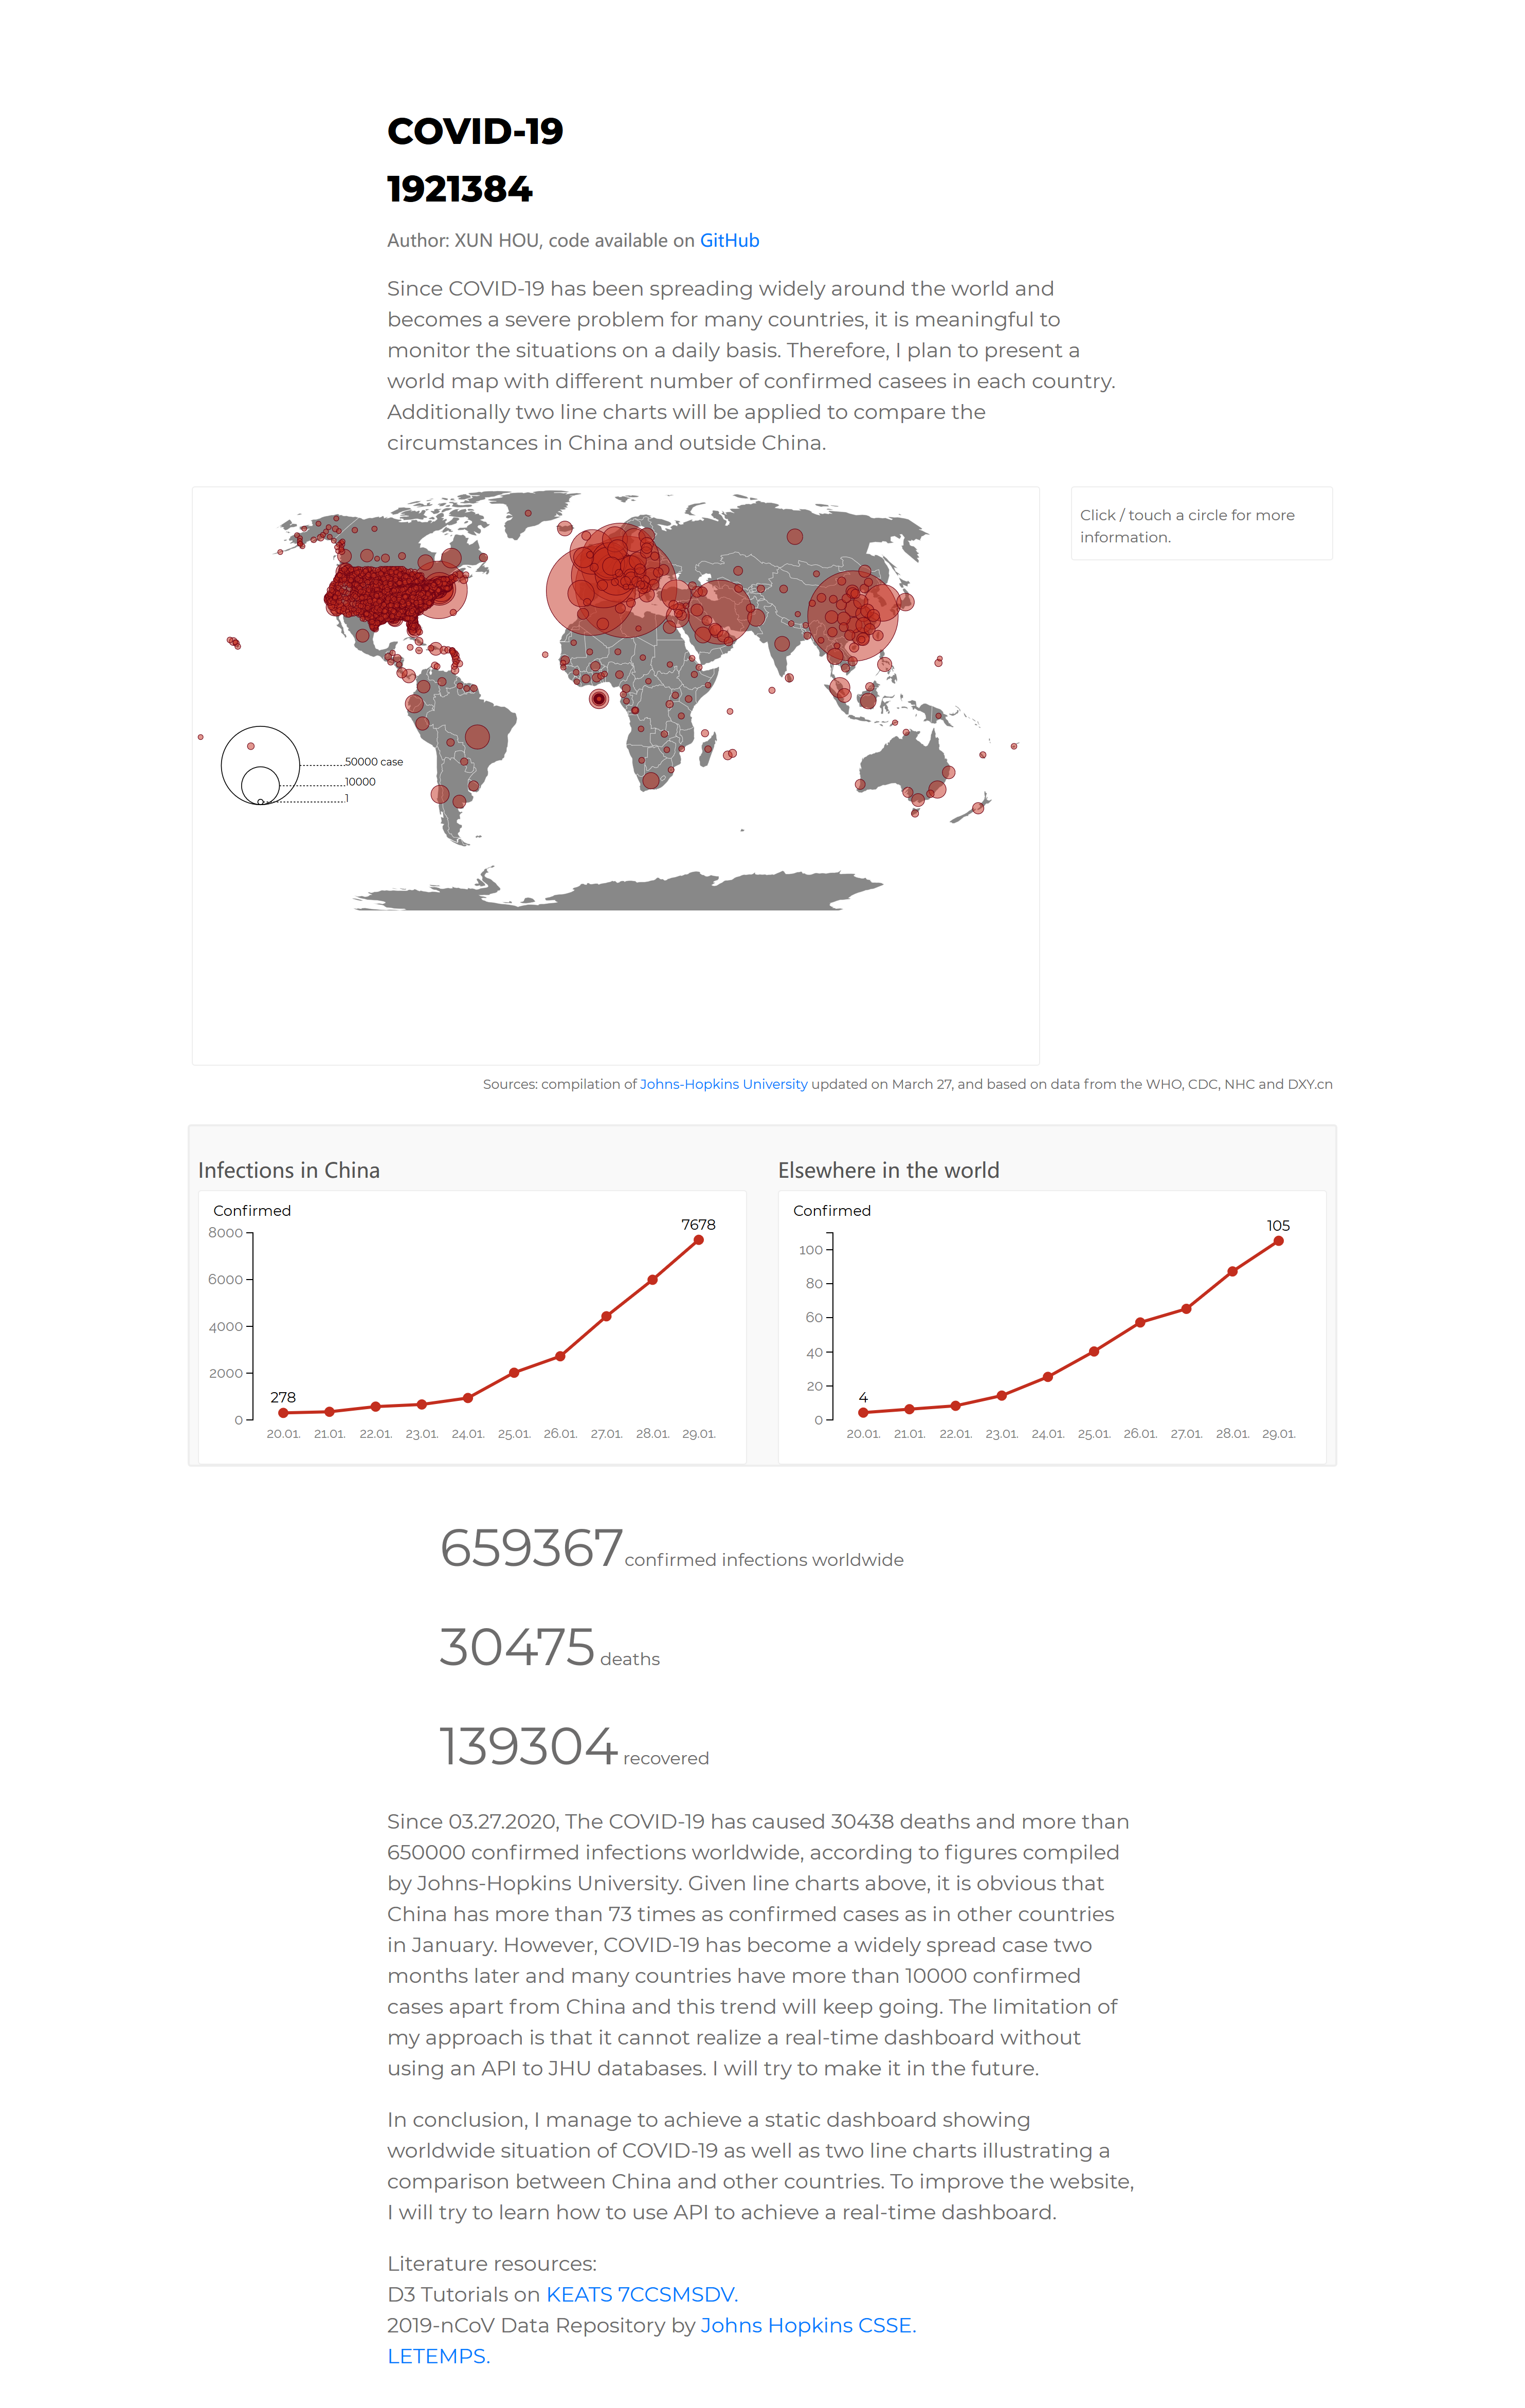 COVID-19
1921384
Author: XUN HOU, code available on GitHub
Since COVID-19 has been spreading widely around the world and
becomes a severe problem for many countries, it is meaningful to
monitor the situations on a daily basis. Therefore, I plan to present a
world map with different number of confirmed casees in each country.
Additionally two line charts will be applied to compare the
circumstances in China and outside China.
Click / touch a circle for more
information.
50000 case
10000
1
Sources: compilation of Johns-Hopkins University updated on March 27, and based on data from the WHO, CDC, NHC and DXY.cn
Infections in China
Confirmed
7678
8000
6000
4000
2000
278
0
20.01. 21.01. 22.01. 23.01. 24.01. 25.01. 26.01. 27.01. 28.01. 29.01.
Elsewhere in the world
Confirmed
105
100
80
60
40
20
4
0
20.01. 21.01. 22.01. 23.01. 24.01. 25.01. 26.01. 27.01. 28.01. 29.01.
659367 confirmed infections worldwide
30475 deaths
139304 recovered
Since 03.27.2020, The COVID-19 has caused 30438 deaths and more than
650000 confirmed infections worldwide, according to figures compiled
by Johns-Hopkins University. Given line charts above, it is obvious that
China has more than 73 times as confirmed cases as in other countries
in January. However, COVID-19 has become a widely spread case two
months later and many countries have more than 10000 confirmed
cases apart from China and this trend will keep going. The limitation of
my approach is that it cannot realize a real-time dashboard without
using an API to JHU databases. I will try to make it in the future.
In conclusion, I manage to achieve a static dashboard showing
worldwide situation of COVID-19 as well as two line charts illustrating a
comparison between China and other countries. To improve the website,
I will try to learn how to use API to achieve a real-time dashboard.
Literature resources:
D3 Tutorials on KEATS 7CCSMSDV.
2019-nCoV Data Repository by Johns Hopkins CSSE.
LETEMPS.